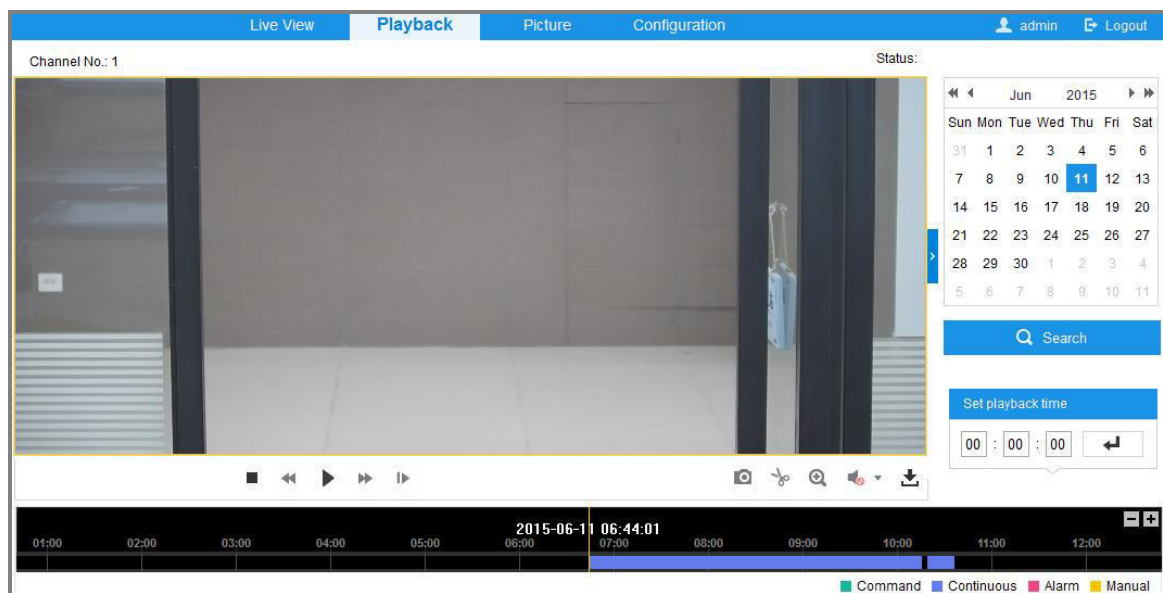 Live View Playback Picture Configuration admin Logout
Channel No.: 1 Status:
Jun 2015
Sun Mon Tue Wed Thu Fri Sat
31 1 2 3 4 5 6
7 8 9 10 11 12 13
14 15 16 17 18 19 20
21 22 23 24 25 26 27
28 29 30 1 2 3 4
5 6 7 8 9 10 11
Search
Set playback time
00 : 00 : 00
2015-06-11 06:44:01
01:00 02:00 03:00 04:00 05:00 06:00 07:00 08:00 09:00 10:00 11:00 12:00
Command Continuous Alarm Manual